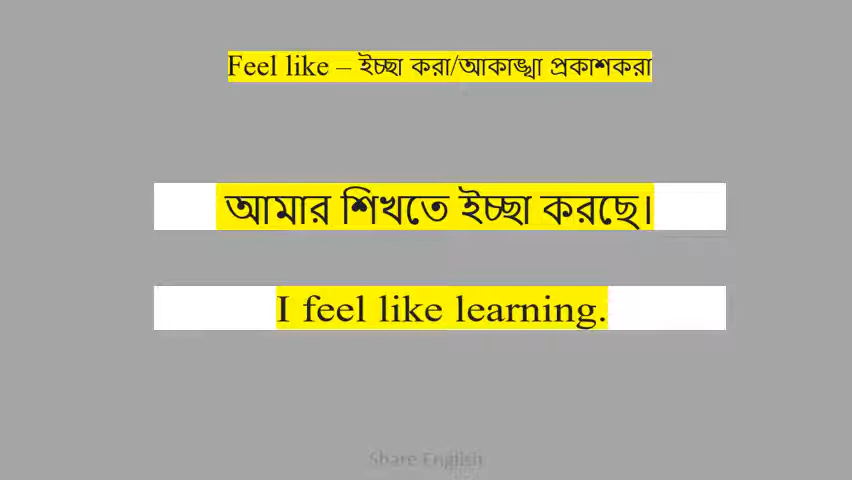 Feel like – ইচ্ছা করা/আকাঙ্খা প্রকাশকরা
আমার শিখতে ইচ্ছা করছে।
I feel like learning.
Share English